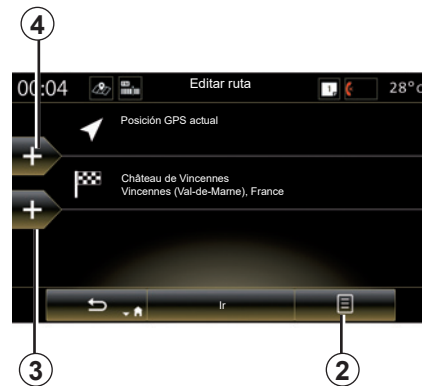 4
00:04
Editar ruta
1
28°c
Posición GPS actual
+
Château de Vincennes
Vincennes (Val-de-Marne), France
+
Ir
3
2